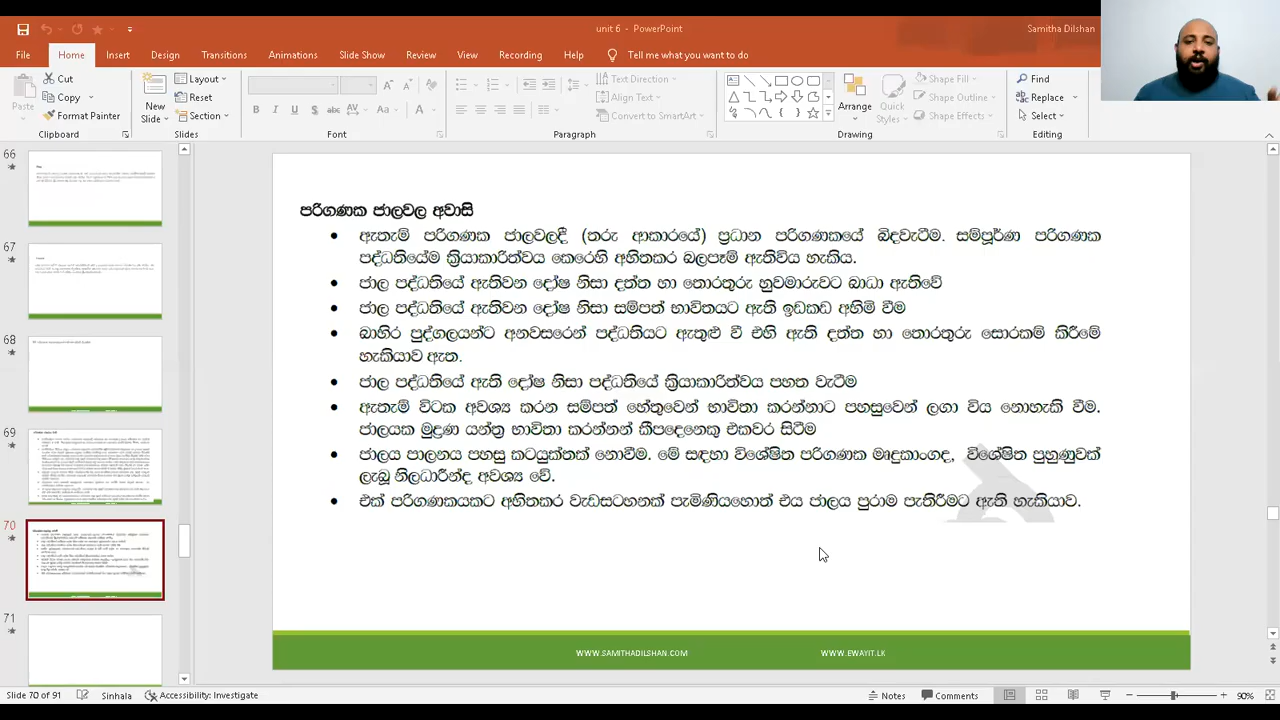 unit 6 - PowerPoint
Samitha Dilshan
File Home Insert Design Transitions Animations Slide Show Review View Recording Help Tell me what you want to do
Paste
Cut
Copy
Format Painter
Clipboard
New Slide
Layout
Reset
Section
Slides
Font
Text Direction
Align Text
Convert to SmartArt
Paragraph
Arrange
Quick Styles
Shape Fill
Shape Outline
Shape Effects
Drawing
Find
Replace
Select
Editing
66
67
68
69
70
71
පරිගණක ජාලවල අවාසි
• ඇතැම් පරිගණක ජාලවලදී (තරු ආකාරයේ) ප්‍රධාන පරිගණකයේ බිදවැටීම. සම්පූර්ණ පරිගණක
පද්ධතියේම ක්‍රියාකාරීත්වය කෙරෙහි අහිතකර බලපෑම් ඇතිවිය හැකිය.
• ජාල පද්ධතියේ ඇතිවන දෝෂ නිසා දත්ත හා තොරතුරු හුවමාරුවට බාධා ඇතිවේ
• ජාල පද්ධතියේ ඇතිවන දෝෂ නිසා සම්පත් භාවිතයට ඇති ඉඩකඩ අහිමි වීම
• බාහිර පුද්ගලයන්ට අනවසරෙන් පද්ධතියට ඇතුළු වී එහි ඇති දත්ත හා තොරතුරු සොරකම් කිරීමේ
හැකියාව ඇත.
• ජාල පද්ධතියේ ඇති දෝෂ නිසා පද්ධතියේ ක්‍රියාකාරිත්වය පහත වැටීම
• ඇතැම් විටක අවශ්‍ය කරන සම්පත් හේතුවෙන් භාවිතා කරන්නාට පහසුවෙන් ලගා විය නොහැකි වීම.
ජාලයක මුද්‍රණ යන්ත්‍ර භාවිතා කරන්නන් කීපදෙනෙකු එකවර සිටීම
• ජාලය පාලනය පහසු කටයුක්තක් නොවීම. මේ සඳහා විශේෂිත පරිගණක මෘදුකාංගද. විශේෂිත පුහුණුවක්
ලැබූ නිලධාරීන්ද අවශ්‍ය වේ.
• එක් පරිගණකයකට අහිතකර වැඩසටහනක් පැමිණියහොත් එය ජාලය පුරාම පැතිරීමට ඇති හැකියාව.
WWW.SAMITHADILSHAN.COM WWW.EWAYIT.LK
Slide 70 of 91 Sinhala Accessibility: Investigate Notes Comments 90%